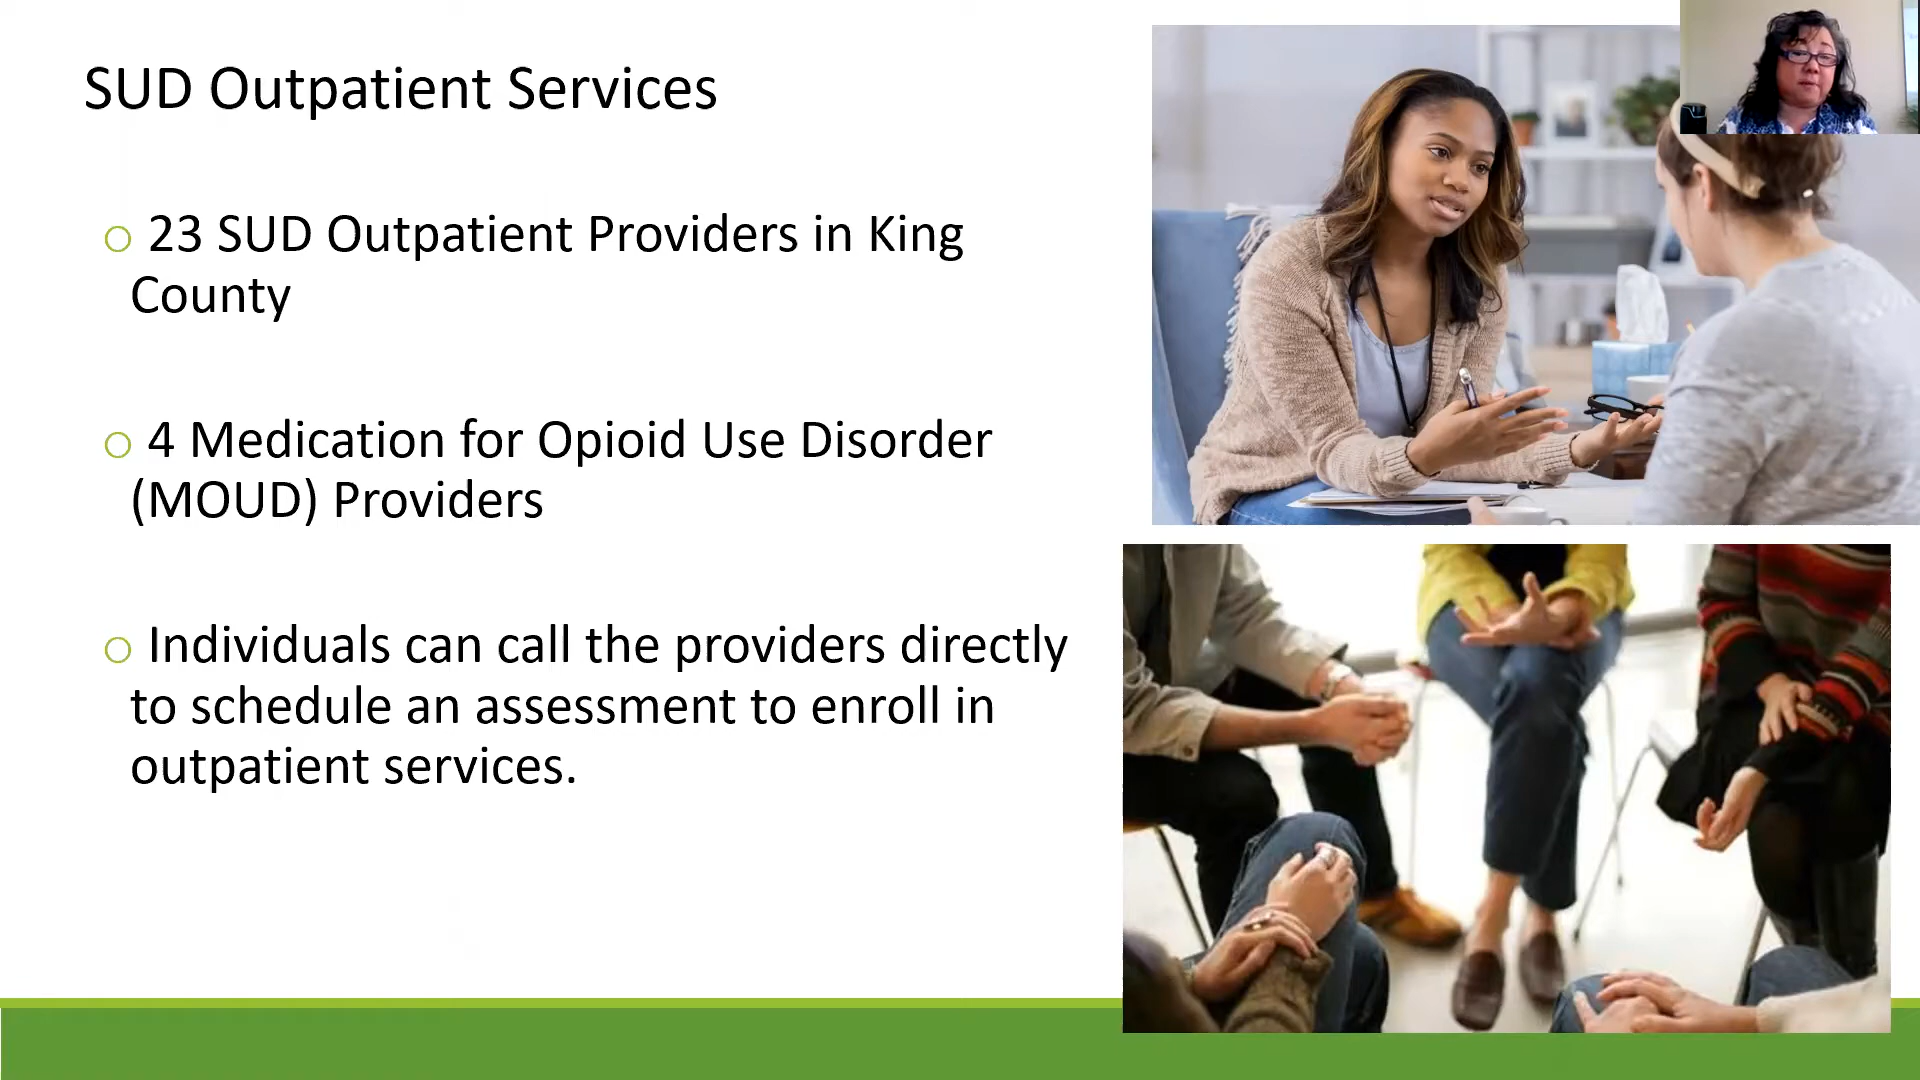 SUD Outpatient Services
23 SUD Outpatient Providers in King
County
4 Medication for Opioid Use Disorder
(MOUD) Providers
Individuals can call the providers directly
to schedule an assessment to enroll in
outpatient services.